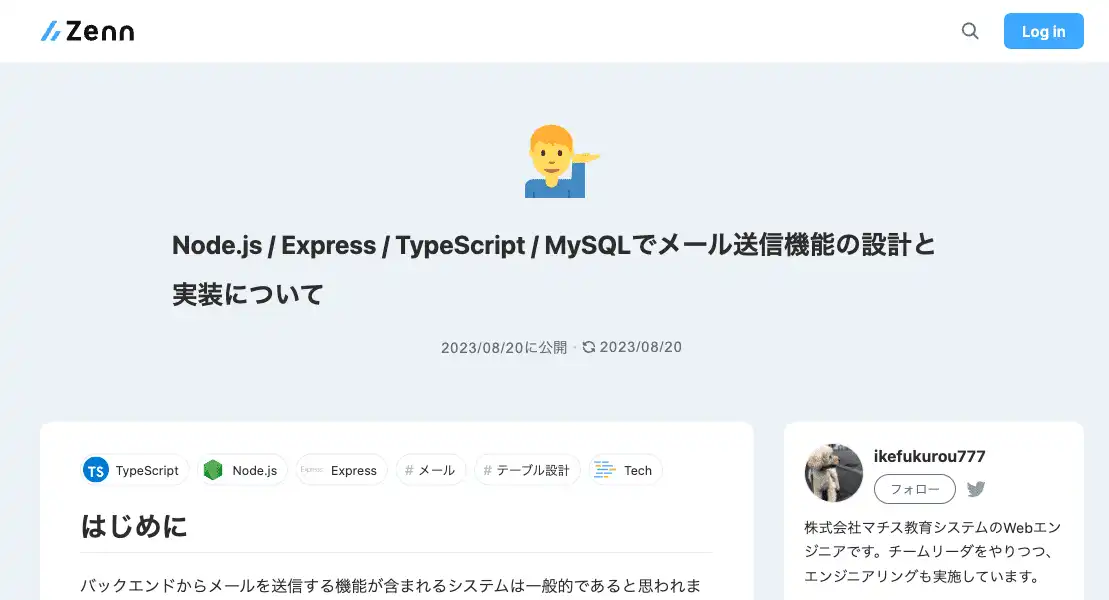 Zenn
Log in
Node.js / Express / TypeScript / MySQLでメール送信機能の設計と
実装について
2023/08/20に公開 · 2023/08/20
TS TypeScript Node.js Express Express # メール # テーブル設計 Tech
はじめに
バックエンドからメールを送信する機能が含まれるシステムは一般的であると思われま
ikefukurou777
フォロー
株式会社マチス教育システムのWebエン
ジニアです。チームリーダをやりつつ、
エンジニアリングも実施しています。